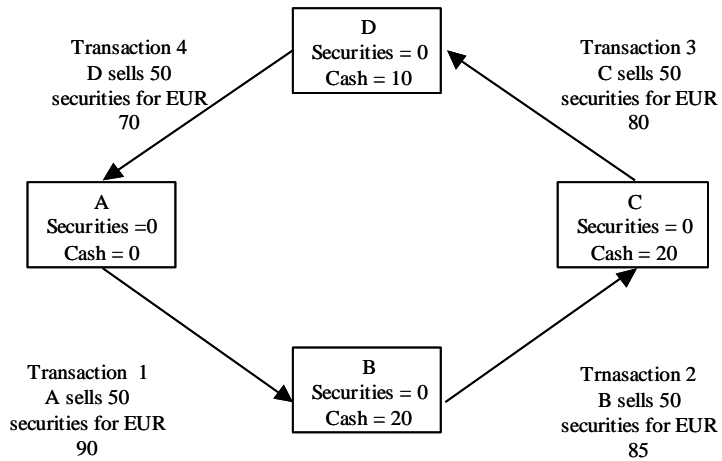 D
Securities = 0
Cash = 10
Transaction 4
D sells 50
securities for EUR
70
Transaction 3
C sells 50
securities for EUR
80
A
Securities =0
Cash = 0
C
Securities = 0
Cash = 20
B
Securities = 0
Cash = 20
Transaction 1
A sells 50
securities for EUR
90
Trnasaction 2
B sells 50
securities for EUR
85